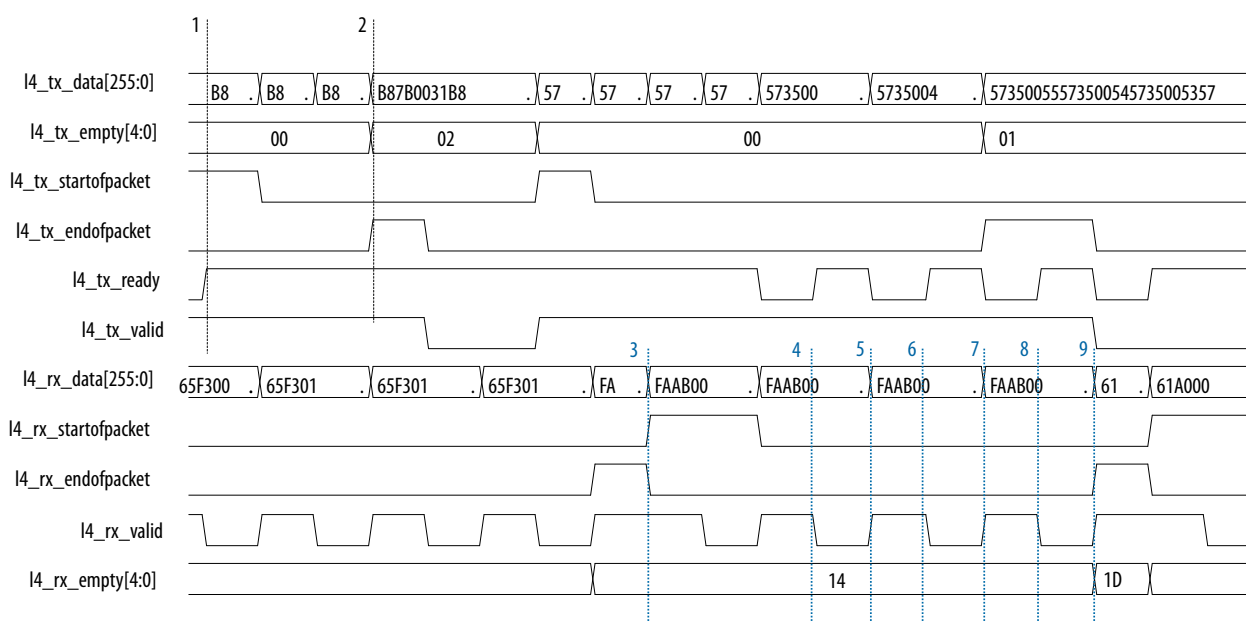 1 2
l4_tx_data[255:0] B8 . B8 . B8 . B87B0031B8 . 57 . 57 . 57 . 57 . 573500 . 5735004 . 57350055573500545735005357
l4_tx_empty[4:0] 00 02 00 01
l4_tx_startofpacket
l4_tx_endofpacket
l4_tx_ready
l4_tx_valid
3 4 5 6 7 8 9
l4_rx_data[255:0] 65F300 . 65F301 . 65F301 . 65F301 . FA . FAAB00 . FAAB00 . FAAB00 . FAAB00 . 61 . 61A000
l4_rx_startofpacket
l4_rx_endofpacket
l4_rx_valid
l4_rx_empty[4:0] 14 1D